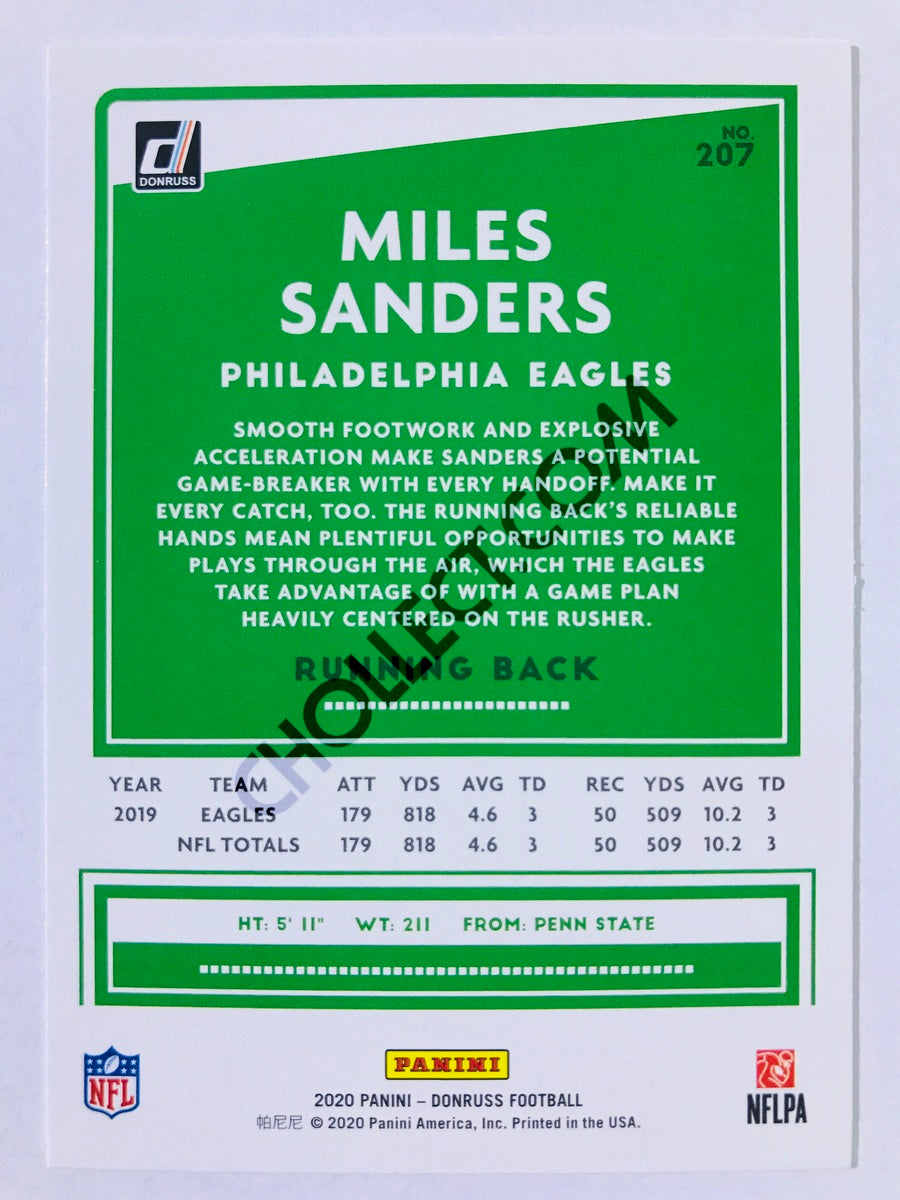 DONRUSS
NO.
207
MILES
SANDERS
PHILADELPHIA EAGLES
SMOOTH FOOTWORK AND EXPLOSIVE
ACCELERATION MAKE SANDERS A POTENTIAL
GAME-BREAKER WITH EVERY HANDOFF. MAKE IT
EVERY CATCH, TOO. THE RUNNING BACK'S RELIABLE
HANDS MEAN PLENTIFUL OPPORTUNITIES TO MAKE
PLAYS THROUGH THE AIR, WHICH THE EAGLES
TAKE ADVANTAGE OF WITH A GAME PLAN
HEAVILY CENTERED ON THE RUSHER.
RUNNING BACK
CHOLLECT.COM
YEAR TEAM ATT YDS AVG TD REC YDS AVG TD
2019 EAGLES 179 818 4.6 3 50 509 10.2 3
NFL TOTALS 179 818 4.6 3 50 509 10.2 3
HT: 5' 11" WT: 211 FROM: PENN STATE
NFL
PANINI
NFLPA
2020 PANINI – DONRUSS FOOTBALL
帕尼尼 © 2020 Panini America, Inc. Printed in the USA.